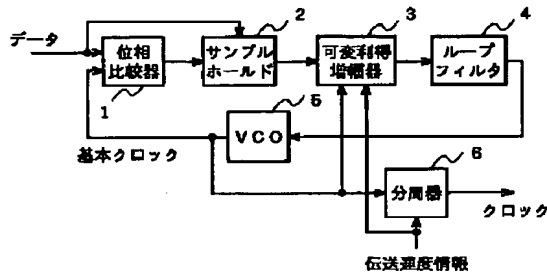 データ
位相
比較器
1
サンプル
ホールド
2
可変利得
増幅器
3
ループ
フィルタ
4
VCO
5
基本クロック
分周器
6
クロック
伝送速度情報